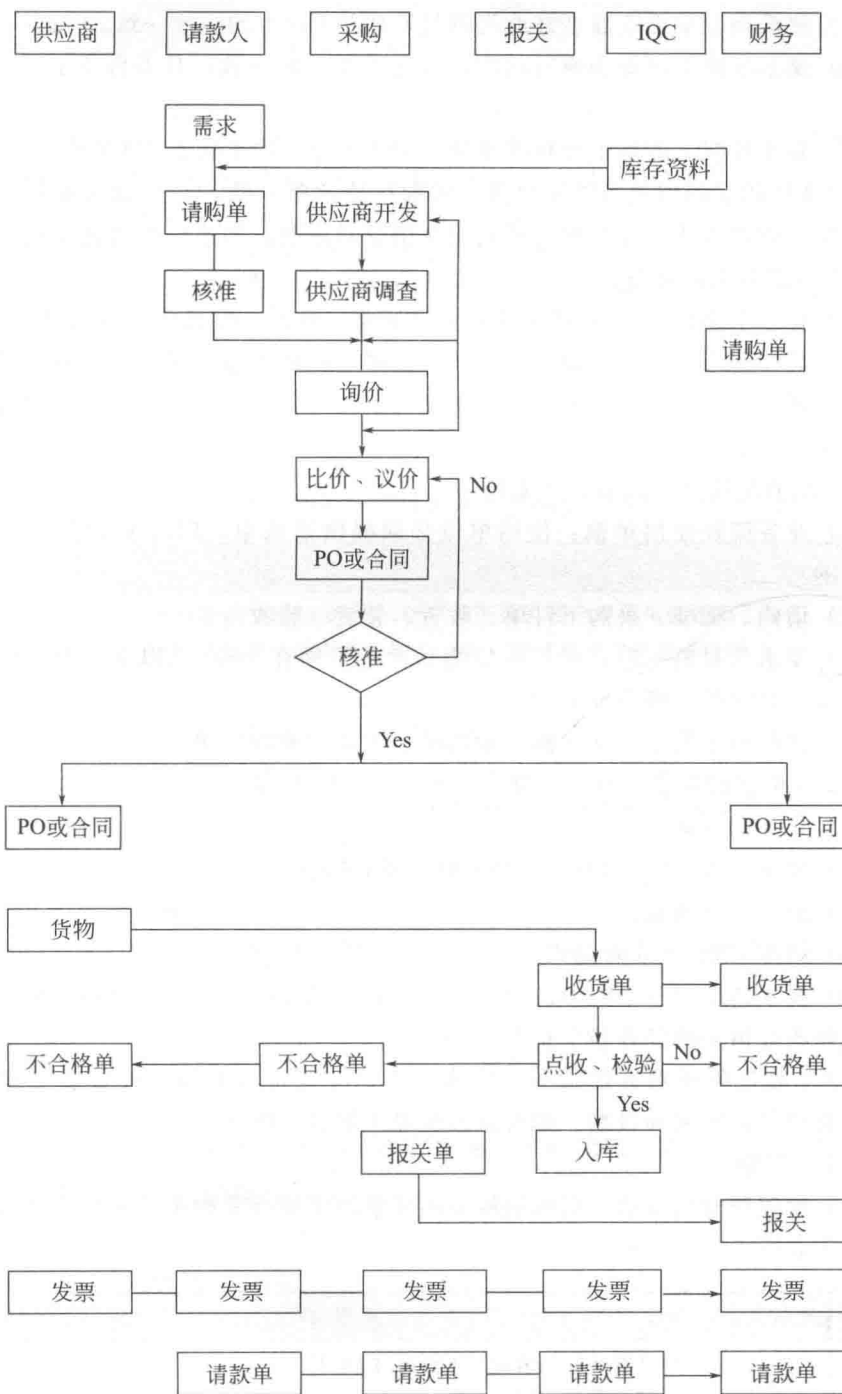 供应商 请款人 采购 报关 IQC 财务
需求
库存资料
请购单 供应商开发
核准 供应商调查
请购单
询价
比价、议价 No
PO或合同
核准
Yes
PO或合同 PO或合同
货物
收货单 收货单
不合格单 不合格单 点收、检验 No 不合格单
Yes
报关单 入库
报关
发票 发票 发票 发票 发票
请款单 请款单 请款单 请款单